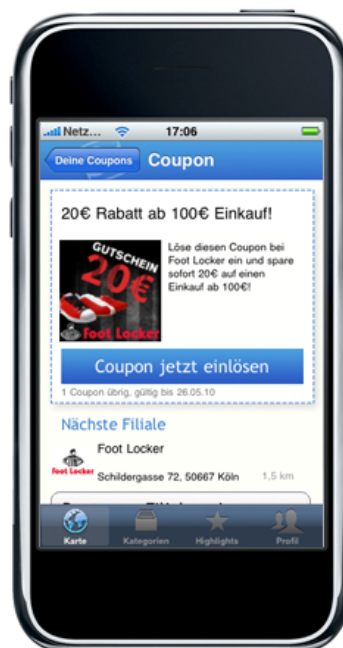 Netz... 17:06
Deine Coupons Coupon
20€ Rabatt ab 100€ Einkauf!
GUTSCHEIN
20€
Foot Locker
Löse diesen Coupon bei
Foot Locker ein und spare
sofort 20€ auf einen
Einkauf ab 100€!
Coupon jetzt einlösen
1 Coupon übrig, gültig bis 26.05.10
Nächste Filiale
Foot Locker
Foot Locker
Schildergasse 72, 50667 Köln 1,5 km
Karte Kategorien Highlights Profil